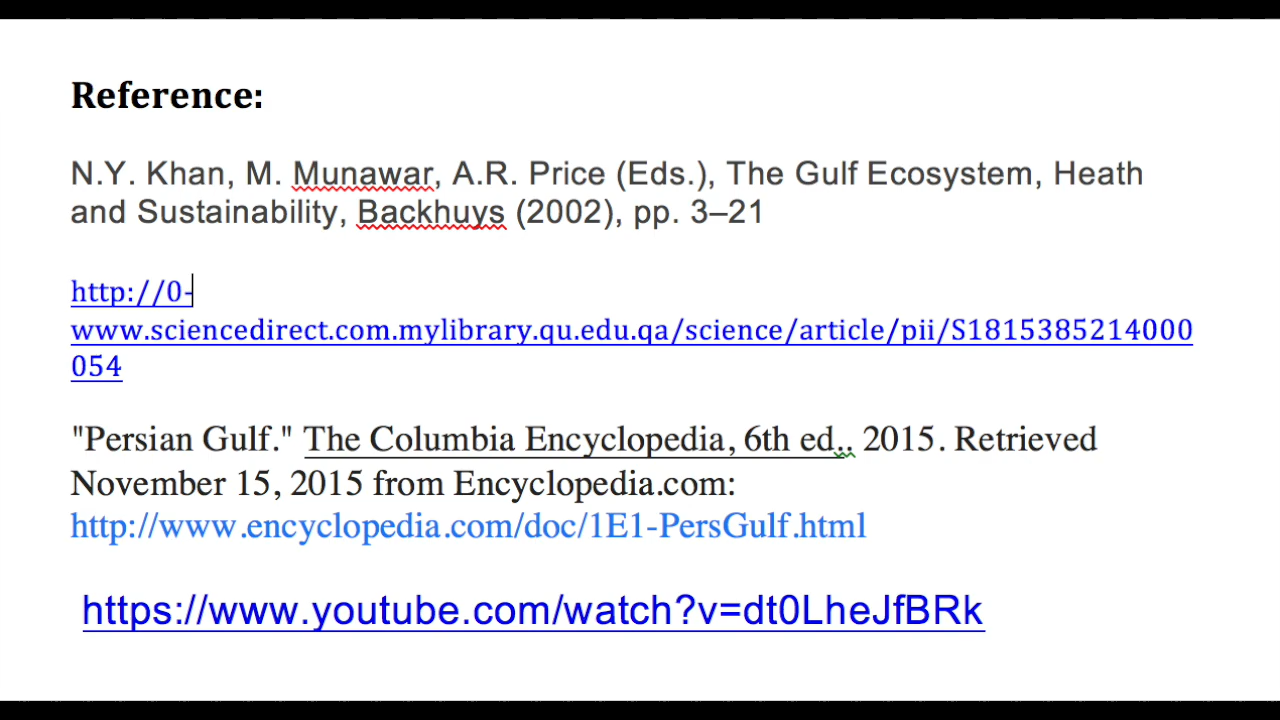 Reference:
N.Y. Khan, M. Munawar, A.R. Price (Eds.), The Gulf Ecosystem, Heath
and Sustainability, Backhuys (2002), pp. 3–21
http://0-
www.sciencedirect.com.mylibrary.qu.edu.qa/science/article/pii/S1815385214000
054
"Persian Gulf." The Columbia Encyclopedia, 6th ed.. 2015. Retrieved
November 15, 2015 from Encyclopedia.com:
http://www.encyclopedia.com/doc/1E1-PersGulf.html
https://www.youtube.com/watch?v=dt0LheJfBRk